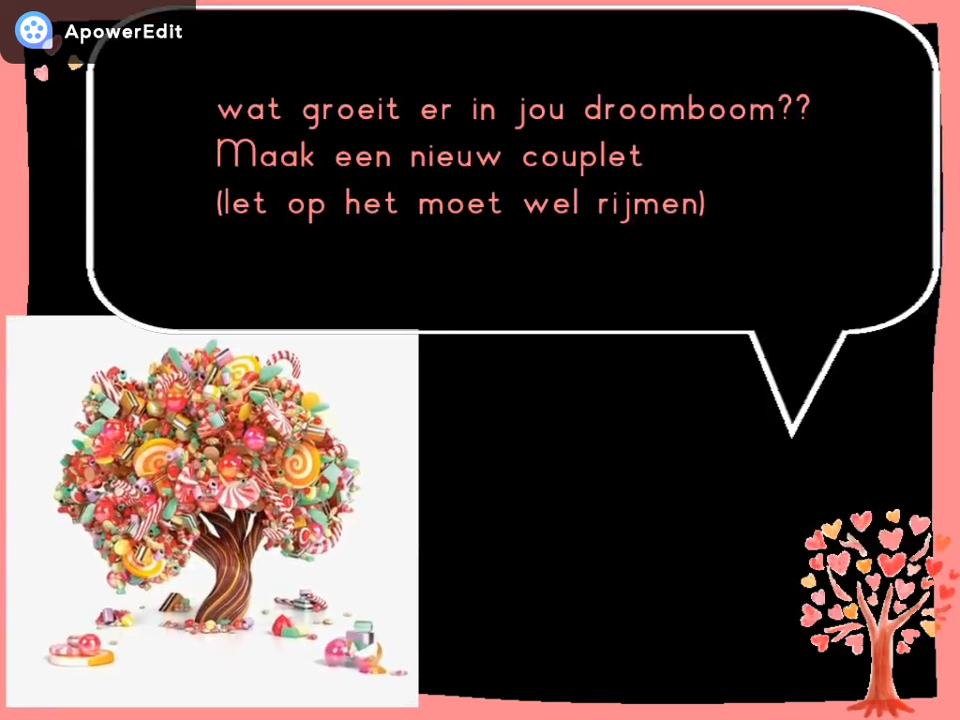 ApowerEdit
wat groeit er in jou droomboom??
Maak een nieuw couplet
(let op het moet wel rijmen)